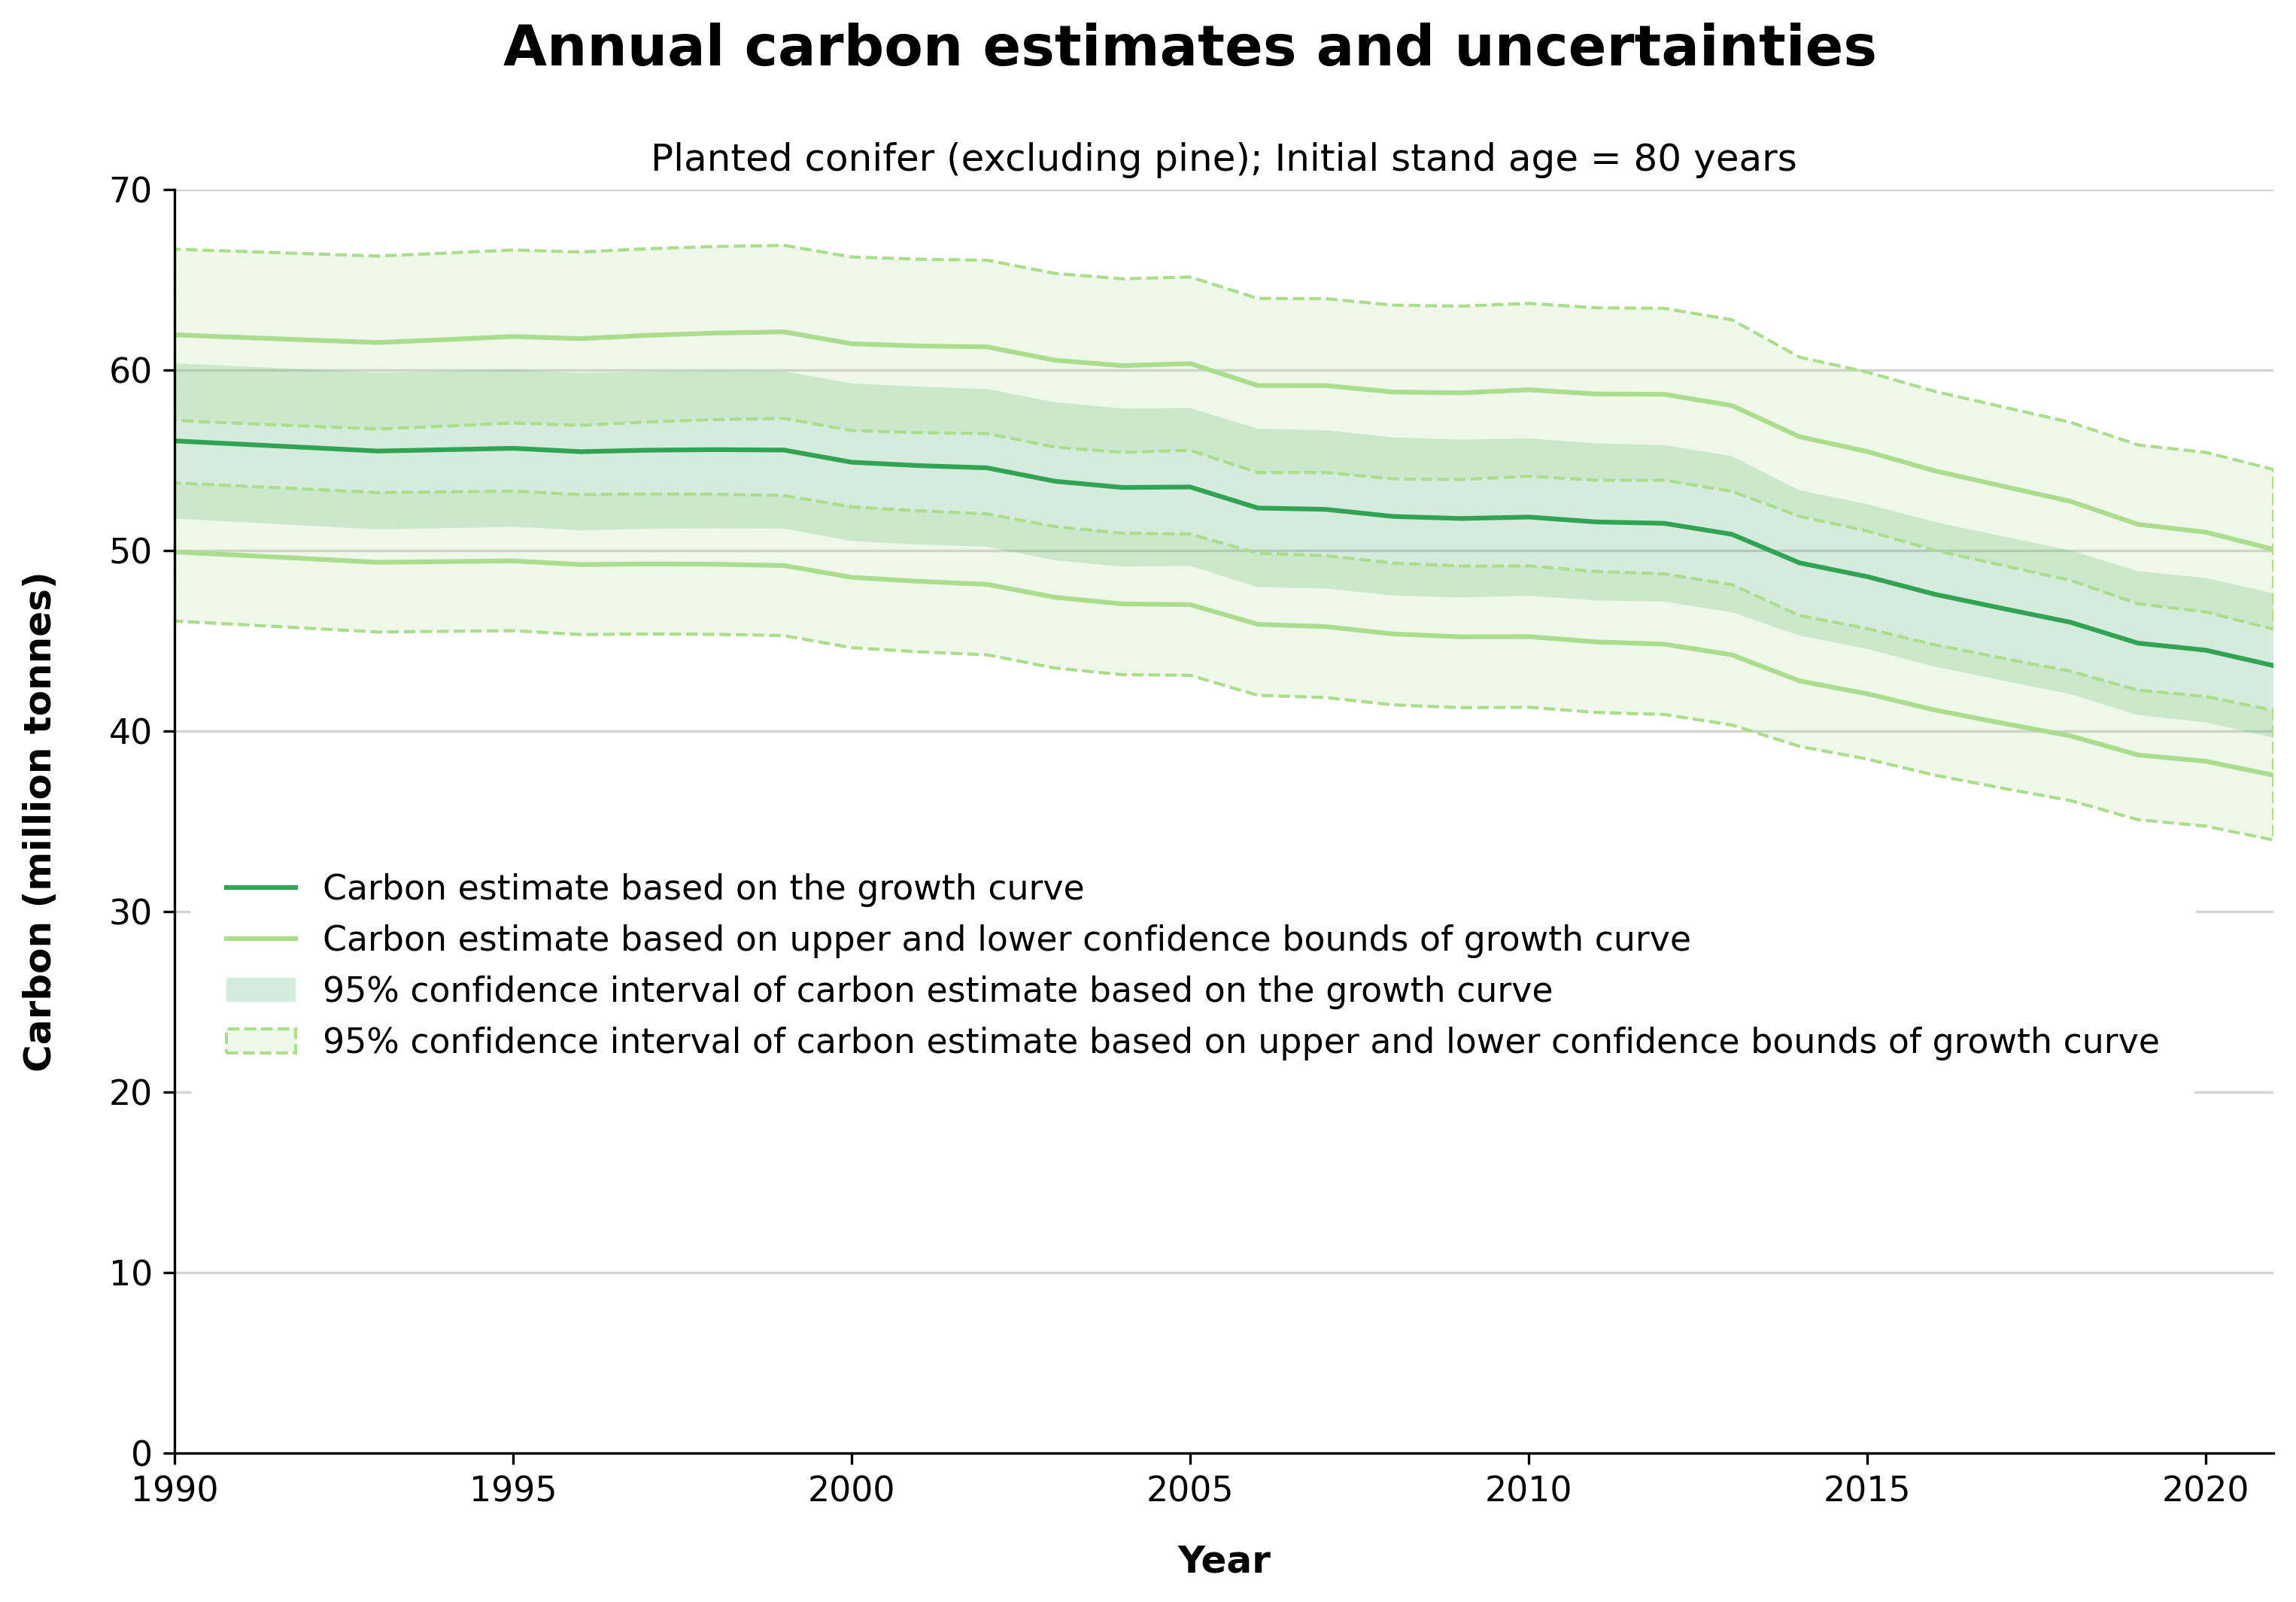 Annual carbon estimates and uncertainties
Planted conifer (excluding pine); Initial stand age = 80 years
70
60
50
40
30
20
10
0
Carbon (million tonnes)
Carbon estimate based on the growth curve
Carbon estimate based on upper and lower confidence bounds of growth curve
95% confidence interval of carbon estimate based on the growth curve
95% confidence interval of carbon estimate based on upper and lower confidence bounds of growth curve
1990 1995 2000 2005 2010 2015 2020
Year